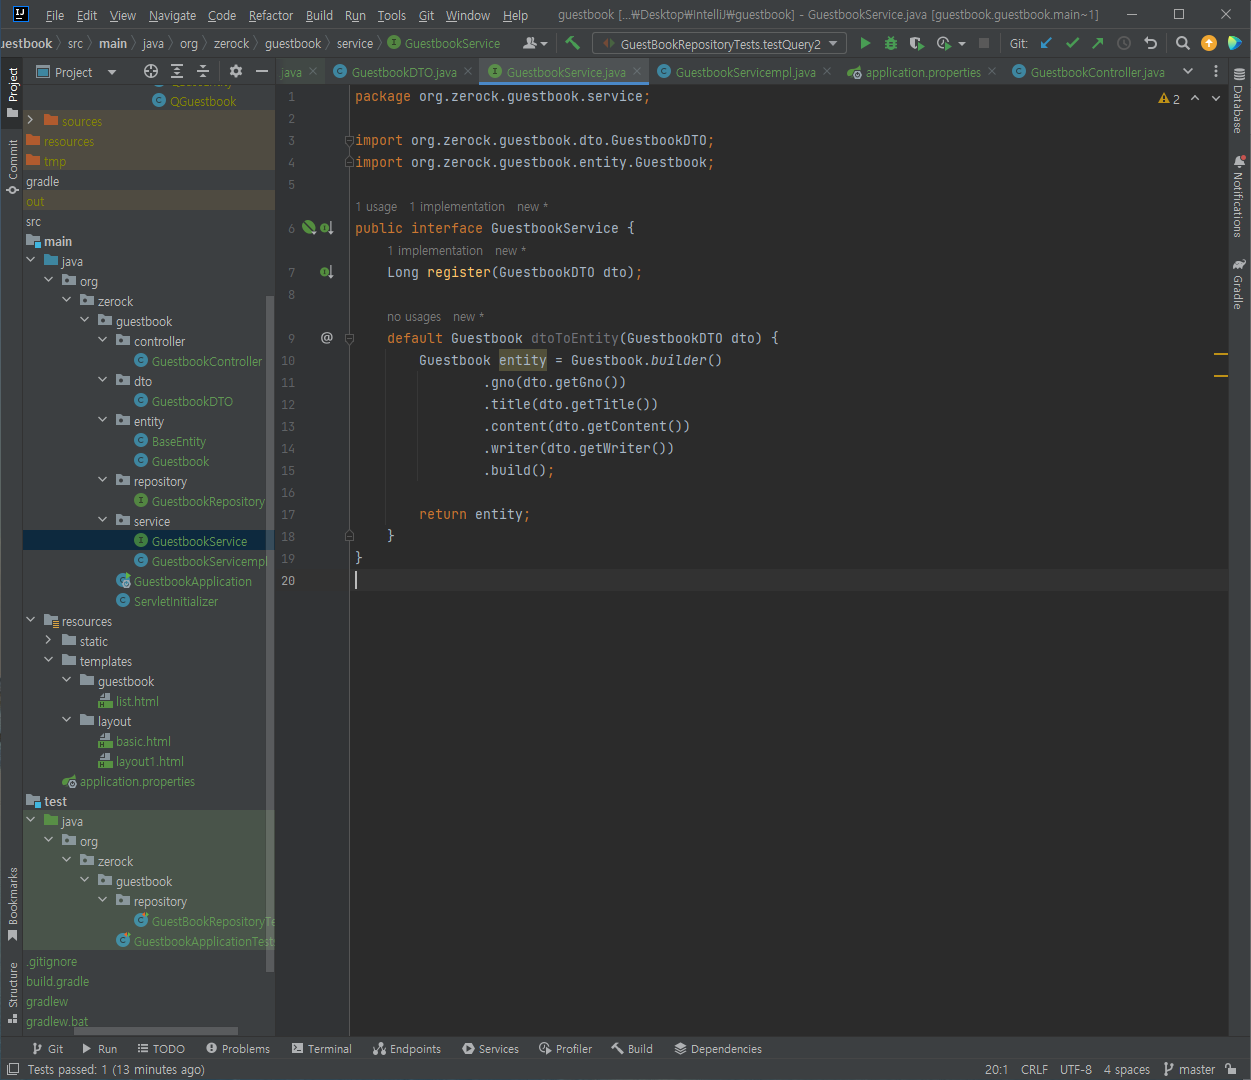 File Edit View Navigate Code Refactor Build Run Tools Git Window Help guestbook [...₩Desktop₩IntelliJ₩guestbook] - GuestbookService.java [guestbook.guestbook.main~1]
uestbook src main java org zerock guestbook service GuestbookService GuestBookRepositoryTests.testQuery2 Git:
Project java GuestbookDTO.java GuestbookService.java GuestbookServicempl.java application.properties GuestbookController.java
Project
Commit
Bookmarks
Structure
QGuestbook
sources
resources
tmp
gradle
out
src
main
java
org
zerock
guestbook
controller
GuestbookController
dto
GuestbookDTO
entity
BaseEntity
Guestbook
repository
GuestbookRepository
service
GuestbookService
GuestbookServicempl
GuestbookApplication
ServletInitializer
resources
static
templates
guestbook
list.html
layout
basic.html
layout1.html
application.properties
test
java
org
zerock
guestbook
repository
GuestBookRepositoryTe
GuestbookApplicationTests
.gitignore
build.gradle
gradlew
gradlew.bat
1 package org.zerock.guestbook.service; 2
2
3 import org.zerock.guestbook.dto.GuestbookDTO;
4 import org.zerock.guestbook.entity.Guestbook;
5
1 usage 1 implementation new *
6 public interface GuestbookService {
1 implementation new *
7 Long register(GuestbookDTO dto);
8
no usages new *
9 @ default Guestbook dtoToEntity(GuestbookDTO dto) {
10 Guestbook entity = Guestbook.builder()
11 .gno(dto.getGno())
12 .title(dto.getTitle())
13 .content(dto.getContent())
14 .writer(dto.getWriter())
15 .build();
16
17 return entity;
18 }
19 }
20
Database
Notifications
Gradle
Git Run TODO Problems Terminal Endpoints Services Profiler Build Dependencies
Tests passed: 1 (13 minutes ago) 20:1 CRLF UTF-8 4 spaces master